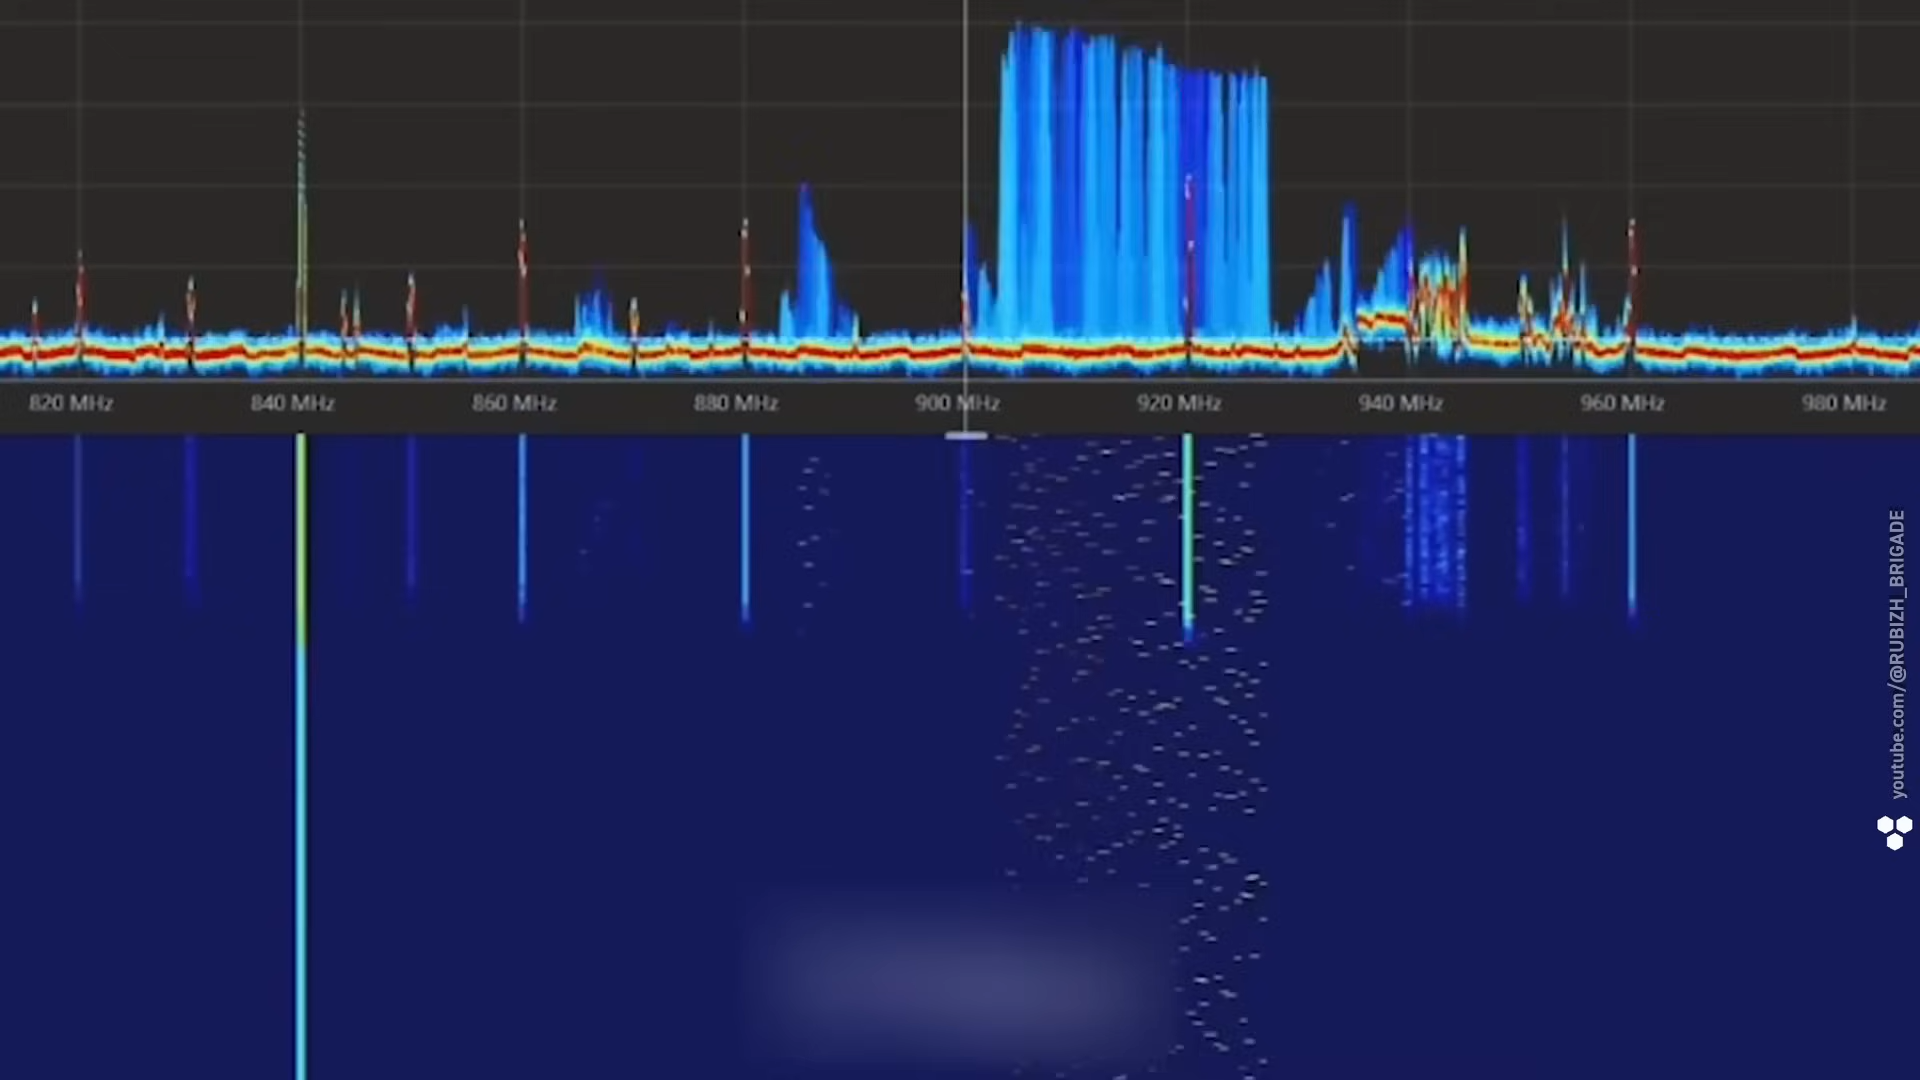 820 MHz
840 MHz
860 MHz
880 MHz
900 MHz
920 MHz
940 MHz
960 MHz
980 MHz
youtube.com/@RUBIZH_BRIGADE